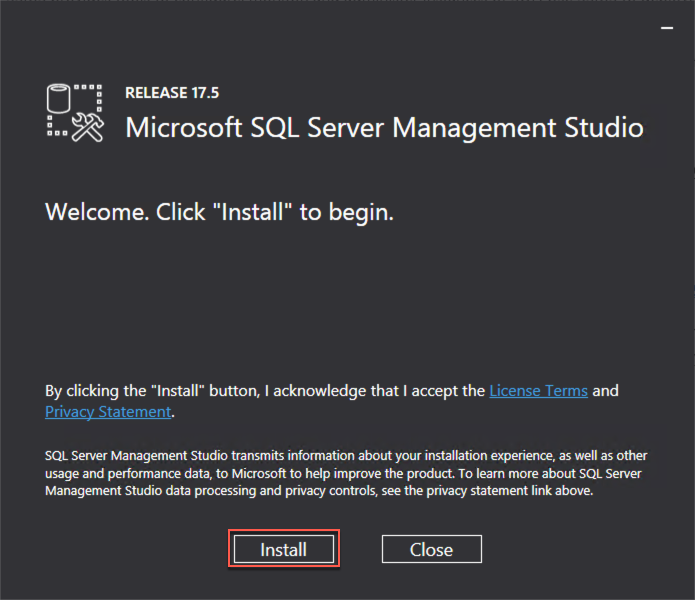 RELEASE 17.5
Microsoft SQL Server Management Studio
Welcome. Click "Install" to begin.
By clicking the "Install" button, I acknowledge that I accept the License Terms and
Privacy Statement.
SQL Server Management Studio transmits information about your installation experience, as well as other
usage and performance data, to Microsoft to help improve the product. To learn more about SQL Server
Management Studio data processing and privacy controls, see the privacy statement link above.
Install Close